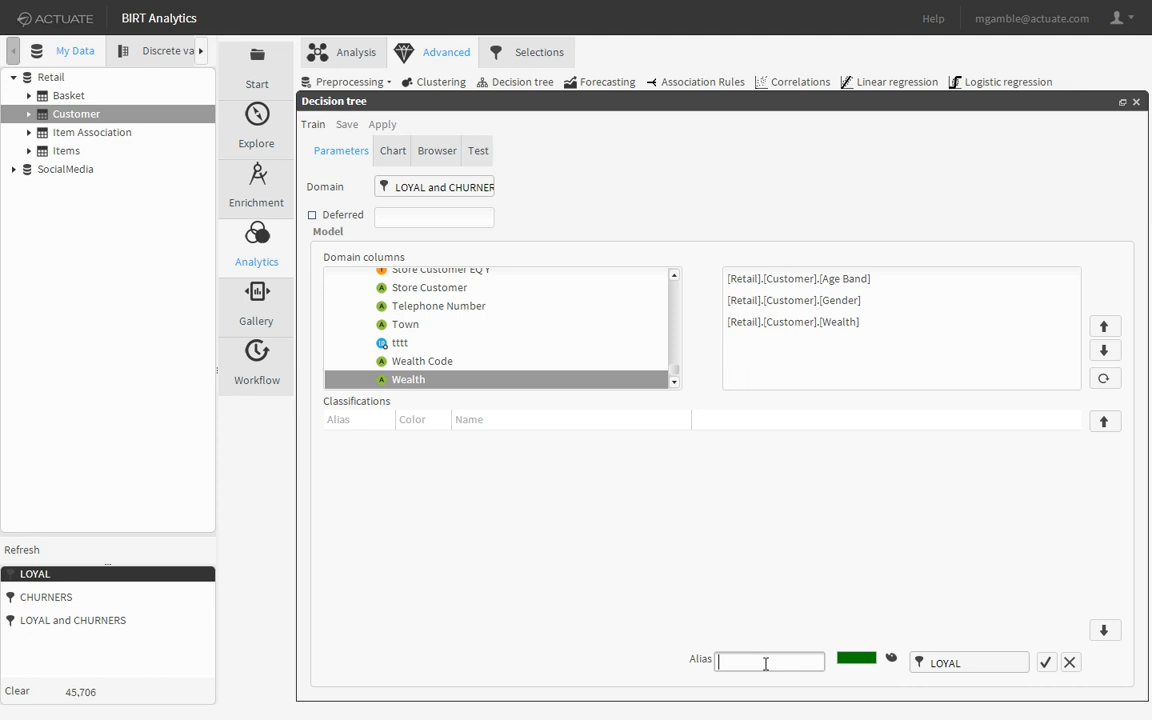 ACTUATE BIRT Analytics Help mgamble@actuate.com
My Data Discrete va
Retail
Basket
Customer
Item Association
Items
SocialMedia
Refresh
LOYAL
CHURNERS
LOYAL and CHURNERS
Clear 45,706
Start
Explore
Enrichment
Analytics
Gallery
Workflow
Analysis Advanced Selections
Preprocessing Clustering Decision tree Forecasting Association Rules Correlations Linear regression Logistic regression
Decision tree
Train Save Apply
Parameters Chart Browser Test
Domain LOYAL and CHURNER
Deferred
Model
Domain columns
Store Customer EQ Y
Store Customer
Telephone Number
Town
tttt
Wealth Code
Wealth
[Retail].[Customer].[Age Band]
[Retail].[Customer].[Gender]
[Retail].[Customer].[Wealth]
Classifications
Alias Color Name
Alias LOYAL